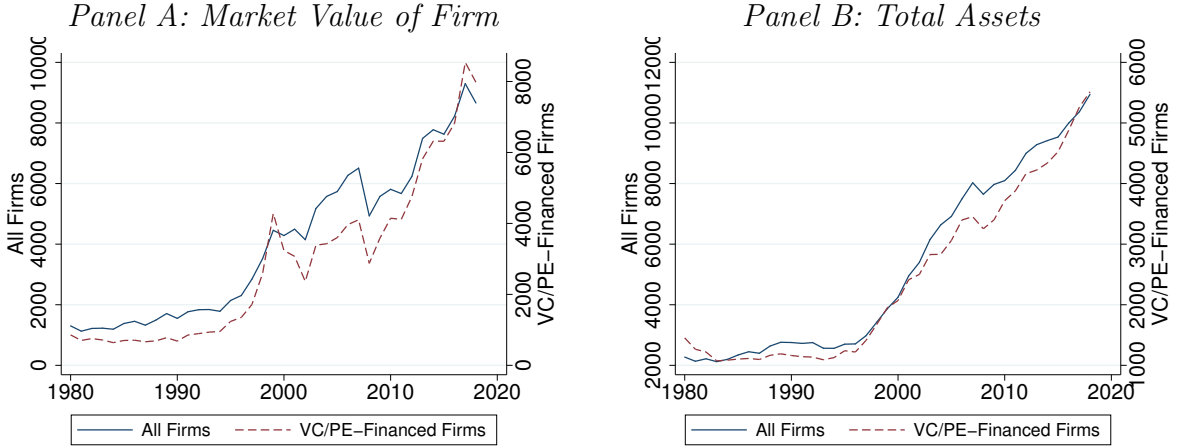 Panel A: Market Value of Firm
All Firms
0 2000 4000 6000 8000 10000
VC/PE−Financed Firms
0 2000 4000 6000 8000
1980 1990 2000 2010 2020
All Firms VC/PE−Financed Firms
Panel B: Total Assets
All Firms
2000 4000 6000 8000 10000 12000
VC/PE−Financed Firms
1000 2000 3000 4000 5000 6000
1980 1990 2000 2010 2020
All Firms VC/PE−Financed Firms